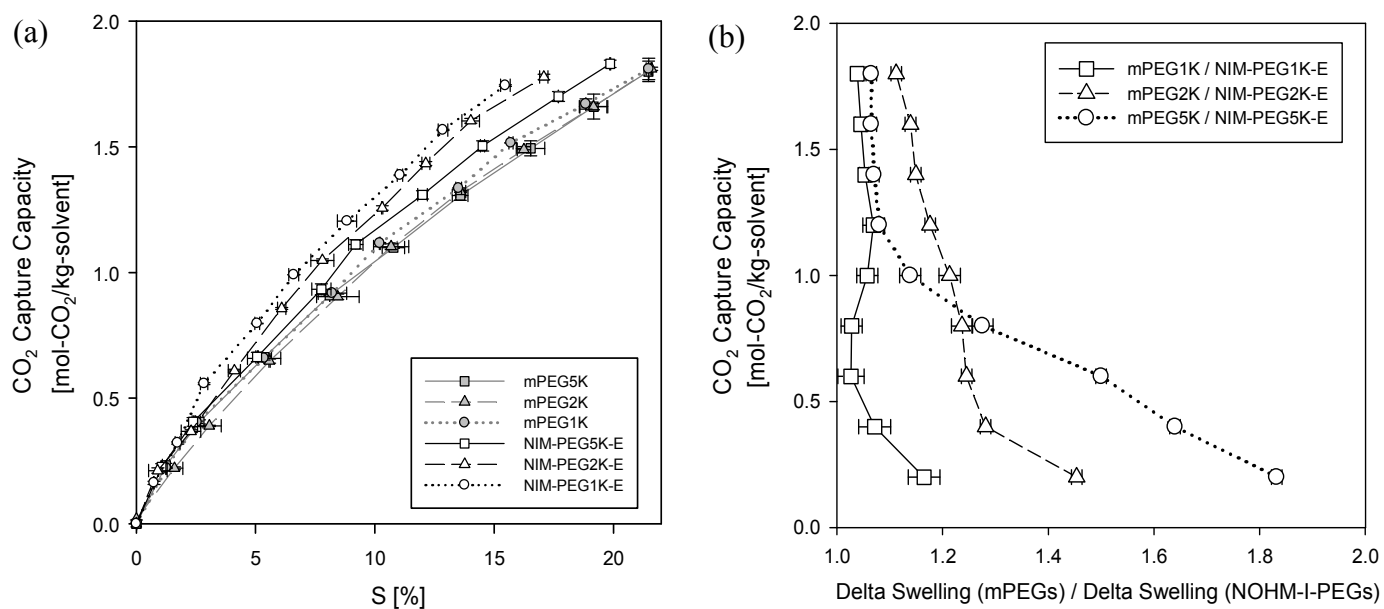 (a)
CO2 Capture Capacity
[mol-CO2/kg-solvent]
2.0
1.5
1.0
0.5
0.0
0
5
10
15
20
S [%]
mPEG5K
mPEG2K
mPEG1K
NIM-PEG5K-E
NIM-PEG2K-E
NIM-PEG1K-E
(b)
CO2 Capture Capacity
[mol-CO2/kg-solvent]
2.0
1.5
1.0
0.5
0.0
1.0
1.2
1.4
1.6
1.8
2.0
Delta Swelling (mPEGs) / Delta Swelling (NOHM-I-PEGs)
mPEG1K / NIM-PEG1K-E
mPEG2K / NIM-PEG2K-E
mPEG5K / NIM-PEG5K-E